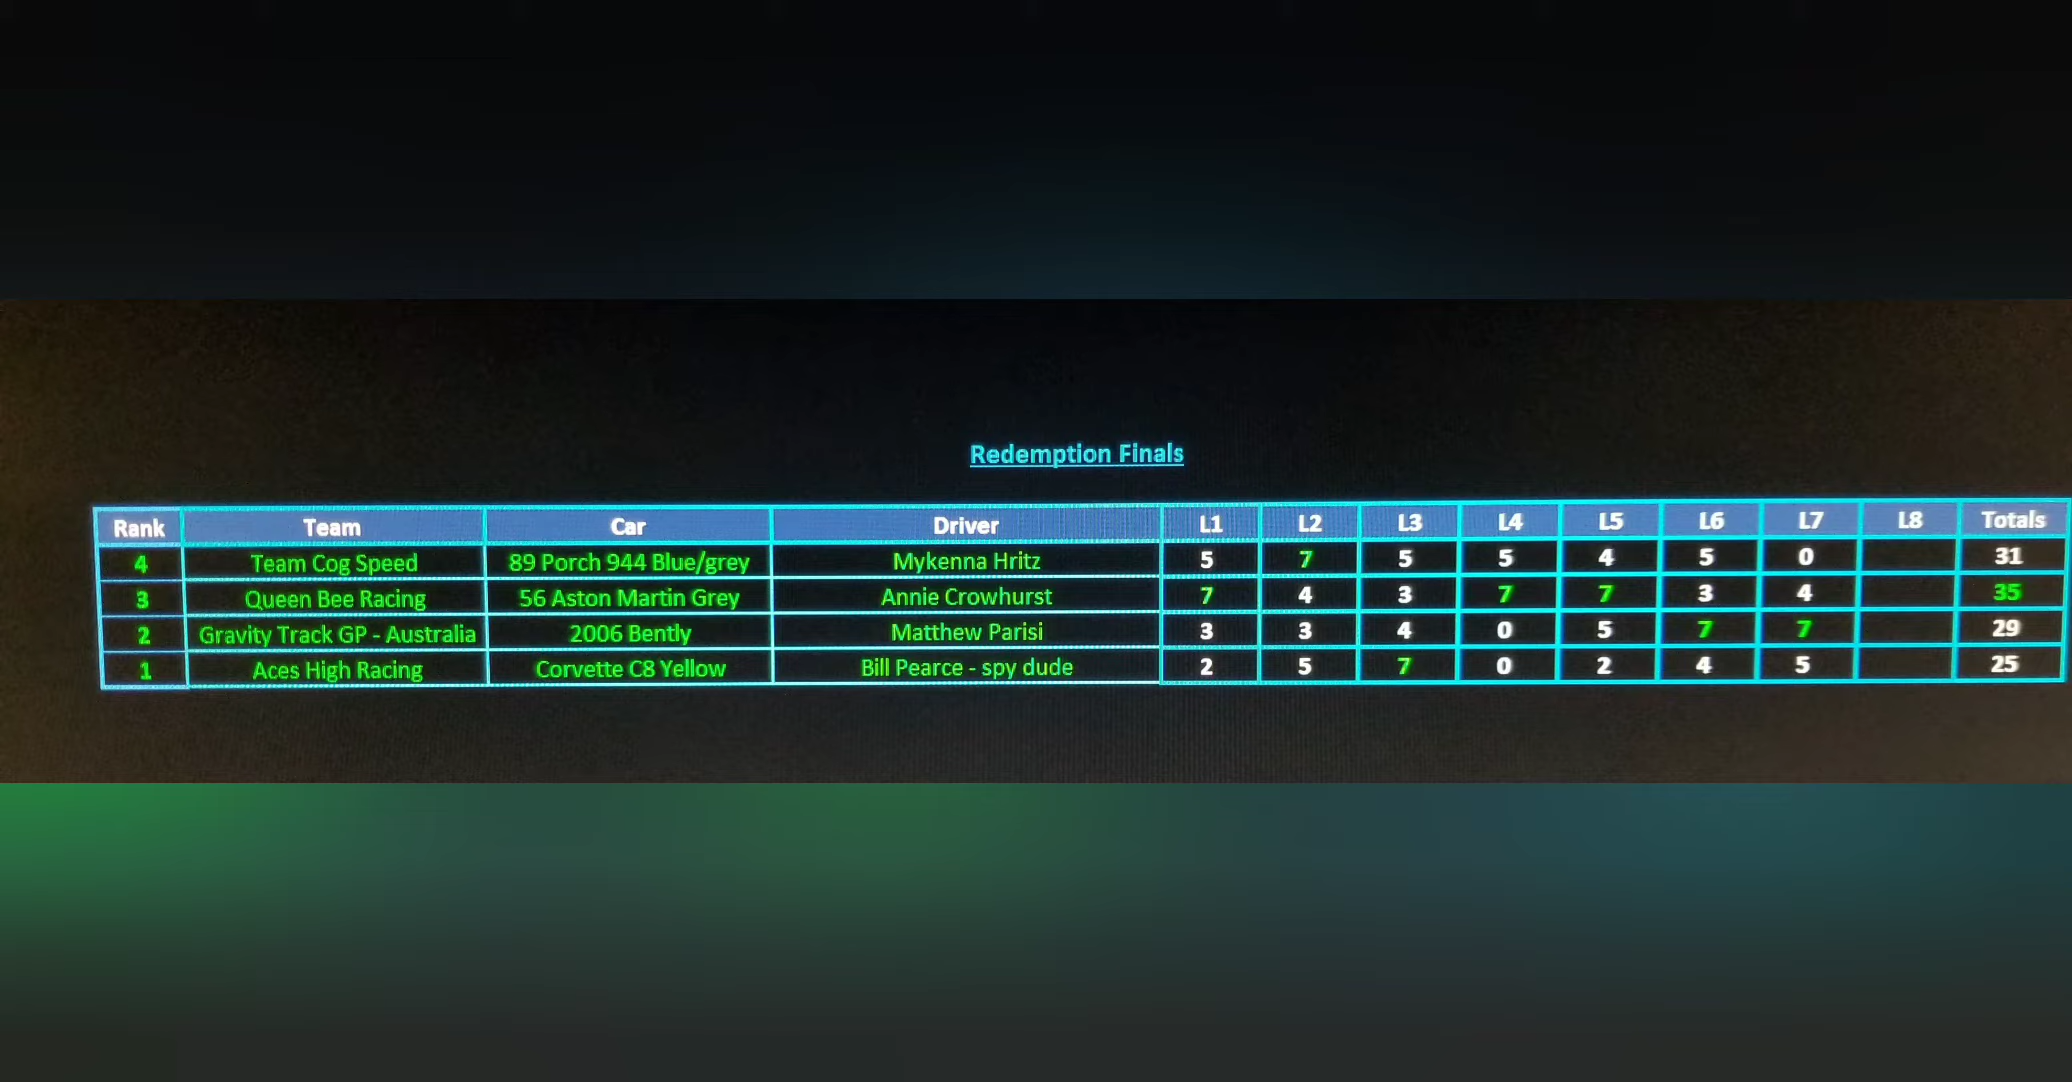 Redemption Finals
Rank Team Car Driver L1 L2 L3 L4 L5 L6 L7 L8 Totals
4 Team Cog Speed 89 Porch 944 Blue/grey Mykenna Hritz 5 7 5 5 4 5 0 31
3 Queen Bee Racing 56 Aston Martin Grey Annie Crowhurst 7 4 3 7 7 3 4 35
2 Gravity Track GP - Australia 2006 Bently Matthew Parisi 3 3 4 0 5 7 7 29
1 Aces High Racing Corvette C8 Yellow Bill Pearce - spy dude 2 5 7 0 2 4 5 25